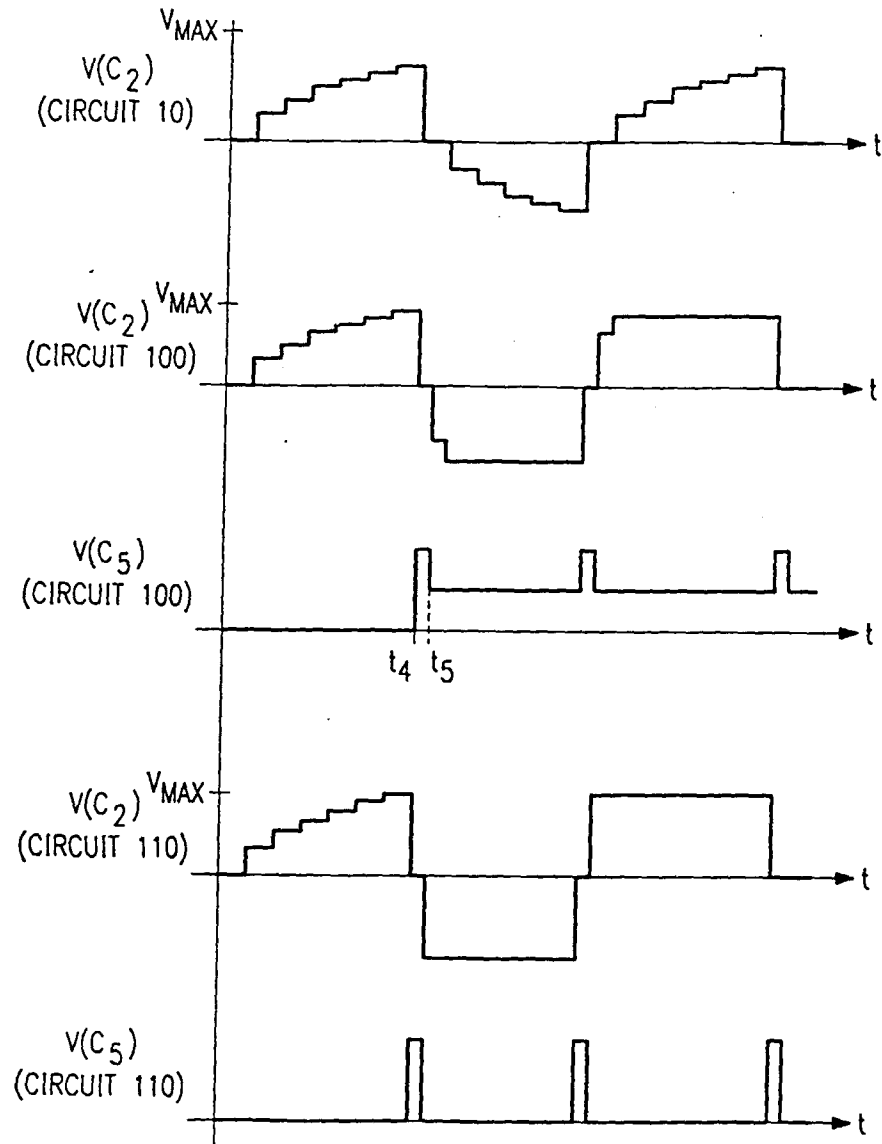 VMAX
V(C2)
(CIRCUIT 10)
t
V(C2) VMAX
(CIRCUIT 100)
t
V(C5)
(CIRCUIT 100)
t
t4 t5
V(C2) VMAX
(CIRCUIT 110)
t
V(C5)
(CIRCUIT 110)
t